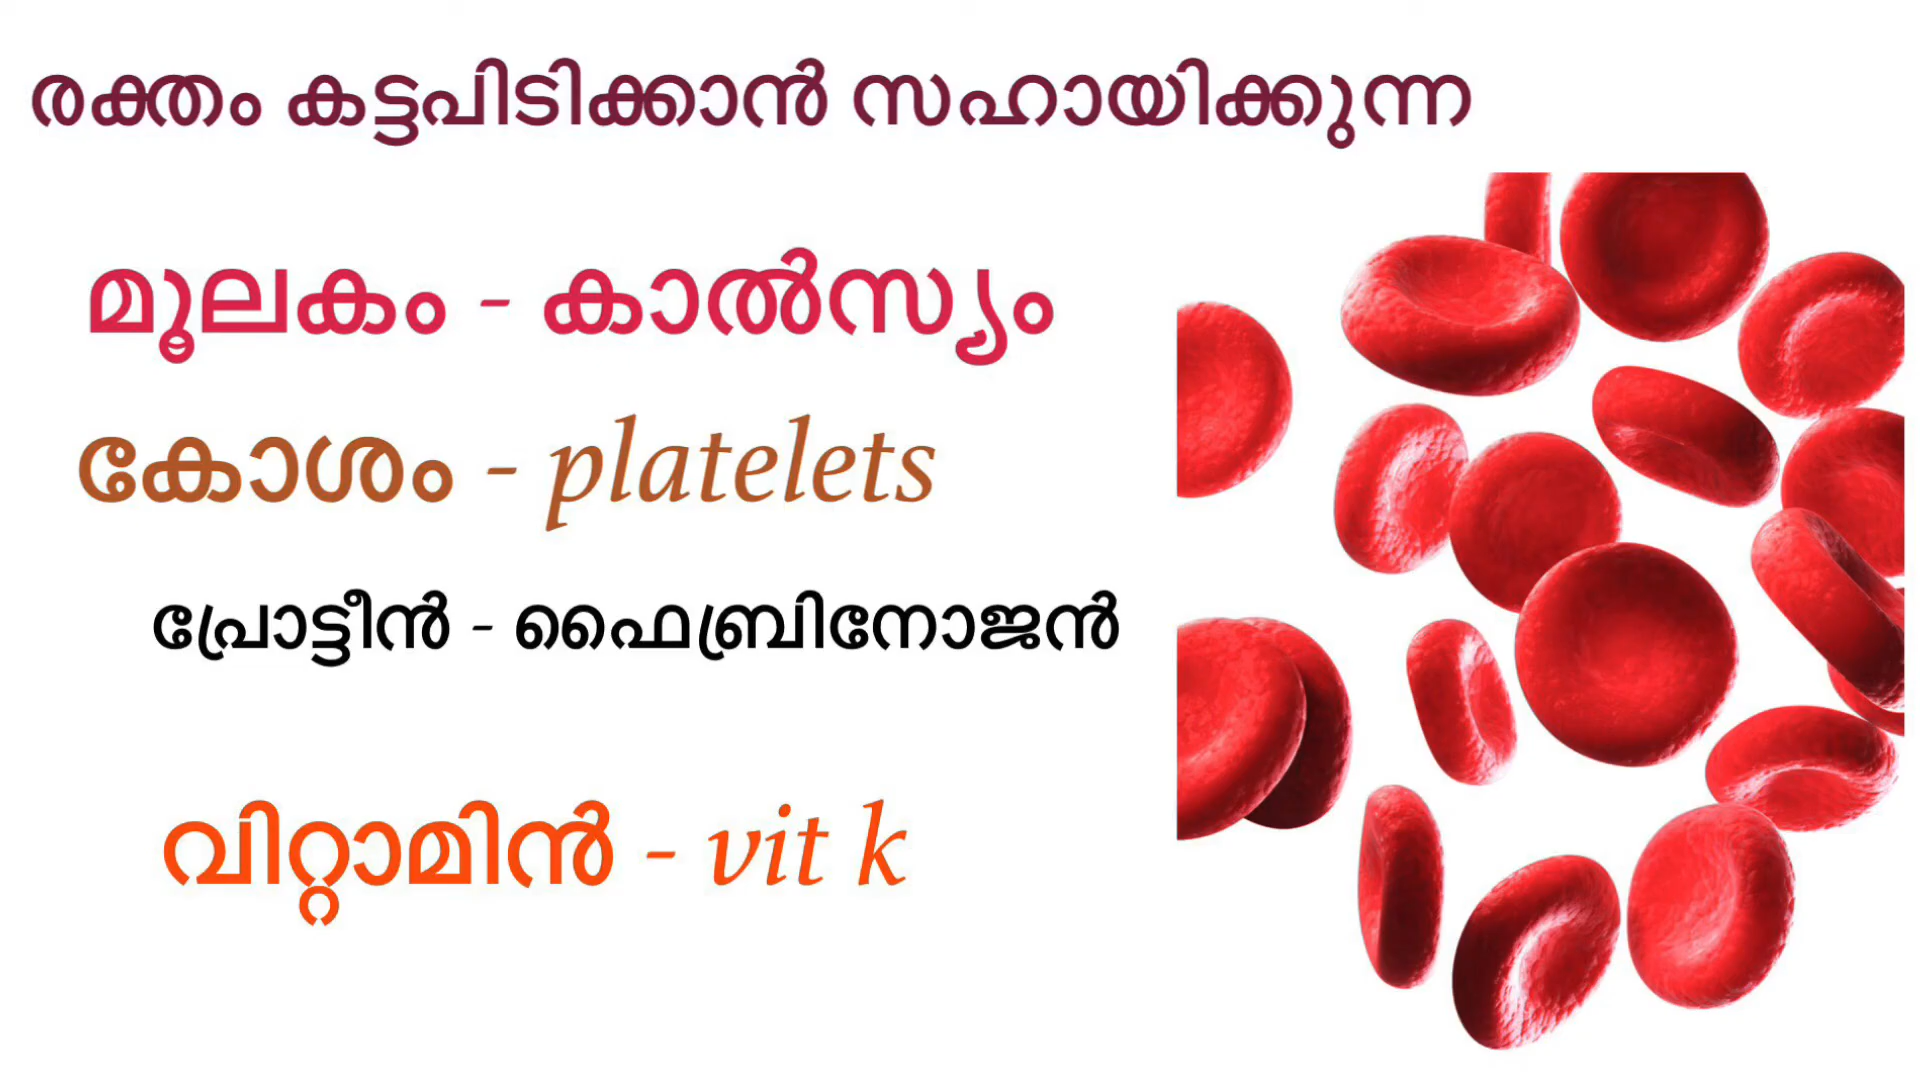 രക്തം കട്ടപിടിക്കാൻ സഹായിക്കുന്ന
മൂലകം - കാൽസ്യം
കോശം - platelets
പ്രോട്ടീൻ - ഫൈബ്രിനോജൻ
വിറ്റാമിൻ - vit k